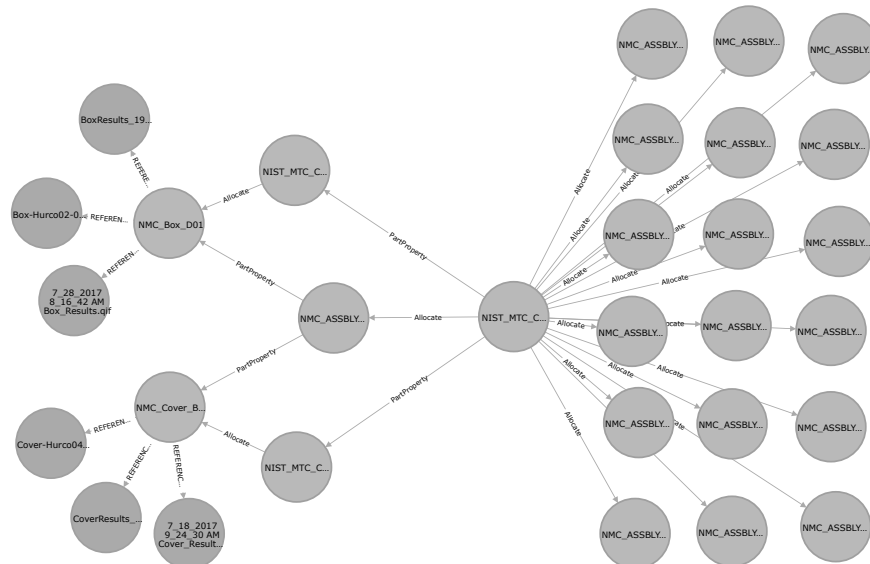 NMC_ASSBLY...
NMC_ASSBLY...
NMC_ASSBLY...
BoxResults_19...
NMC_ASSBLY...
NMC_ASSBLY...
NMC_ASSBLY...
REFERE...
NIST_MTC_C...
Allocate
Allocate
Allocate
Allocate
Box-Hurco02-0...
REFEREN...
NMC_Box_D01
Allocate
NMC_ASSBLY...
NMC_ASSBLY...
NMC_ASSBLY...
PartProperty
Allocate
Allocate
REFEREN...
PartProperty
Allocate
Allocate
Allocate
7_28_2017
8_16_42 AM
Box_Results.qif
NMC_ASSBLY...
Allocate
NIST_MTC_C...
Allocate
NMC_ASSBLY...
Allocate
NMC_ASSBLY...
NMC_ASSBLY...
PartProperty
Allocate
Allocate
PartProperty
Allocate
NMC_Cover_B...
REFEREN...
NMC_ASSBLY...
NMC_ASSBLY...
NMC_ASSBLY...
Allocate
Cover-Hurco04...
Allocate
REFERENC...
REFERENC...
NIST_MTC_C...
Allocate
CoverResults_...
7_18_2017
9_24_30 AM
Cover_Result...
NMC_ASSBLY...
NMC_ASSBLY...
NMC_ASSBLY...